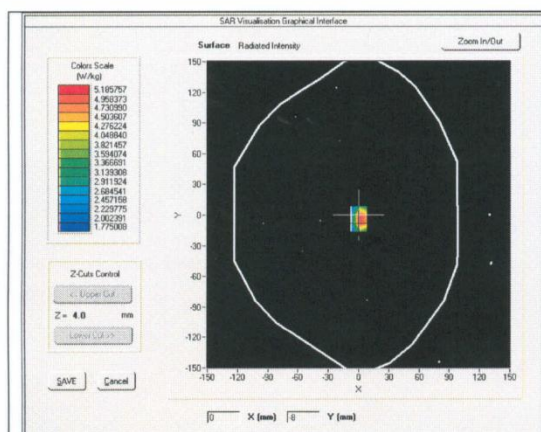 SAR Visualisation Graphical Interface
Surface Radiated Intensity
Zoom In/Out
Colors Scale
(W/kg)
5.185757
4.958373
4.730990
4.503607
4.276224
4.048840
3.821457
3.594074
3.366691
3.139308
2.911924
2.684541
2.457158
2.229775
2.002391
1.775008
150
120
90
60
30
0
-30
-60
-90
-120
-150
Y
-150 -120 -90 -60 -30 0 30 60 90 120 150
X
Z-Cuts Control
Upper Cut
Z = 4.0 mm
Lower Cut
SAVE
Cancel
0 X (mm) Y (mm)